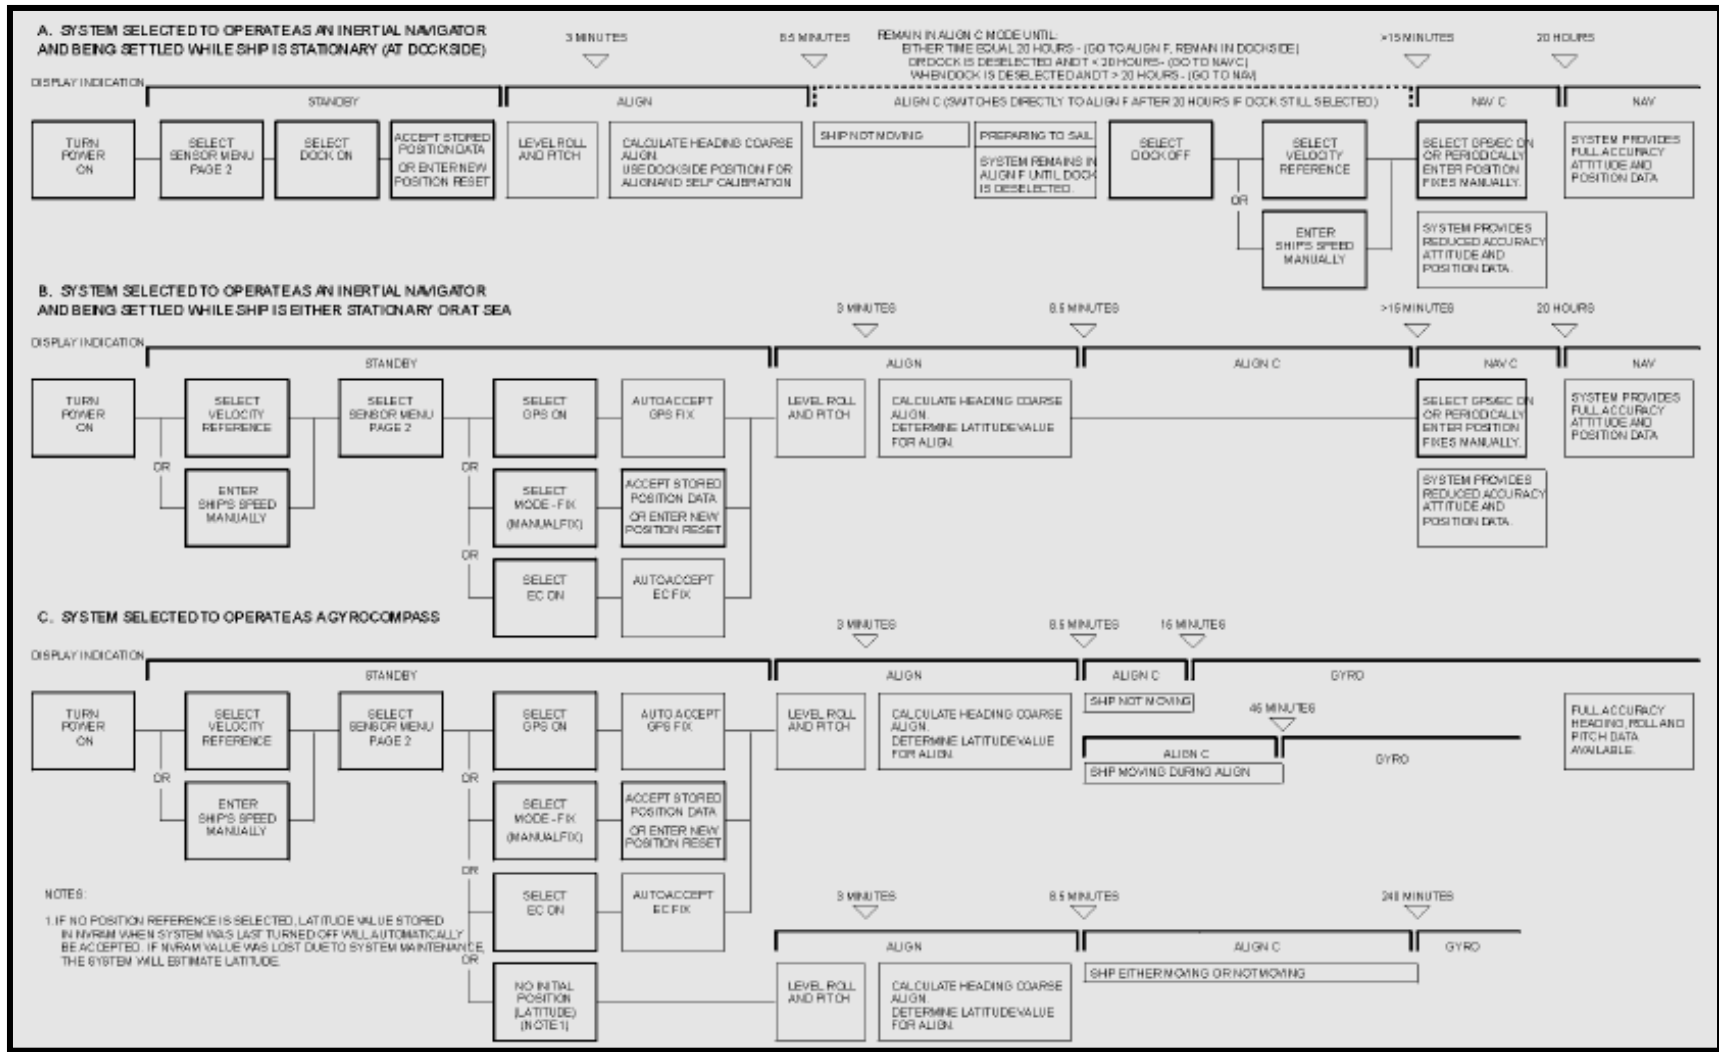 A. SYSTEM SELECTED TO OPERATE AS AN INERTIAL NAVIGATOR
AND BEING SETTLED WHILE SHIP IS STATIONARY (AT DOCKSIDE)
3 MINUTES
8.5 MINUTES
REMAIN IN ALIGN C MODE UNTIL:
EITHER TIME EQUAL 20 HOURS - (GO TO ALIGN F, REMAIN IN DOCKSIDE)
OR DOCK IS DESELECTED AND T < 20 HOURS - (GO TO NAV C)
WHEN DOCK IS DESELECTED AND T > 20 HOURS - (GO TO NAV)
>15 MINUTES
20 HOURS
DISPLAY INDICATION
STANDBY
ALIGN
ALIGN C (SWITCHES DIRECTLY TO ALIGN F AFTER 20 HOURS IF DOCK STILL SELECTED)
NAV C
NAV
TURN
POWER
ON
SELECT
SENSOR MENU
PAGE 2
SELECT
DOCK ON
ACCEPT STORED
POSITION DATA
OR ENTER NEW
POSITION RESET
LEVEL ROLL
AND PITCH
CALCULATE HEADING COARSE
ALIGN.
USE DOCKSIDE POSITION FOR
ALIGN AND SELF CALIBRATION
SHIP NOT MOVING
PREPARING TO SAIL
SYSTEM REMAINS IN
ALIGN F UNTIL DOCK
IS DESELECTED.
SELECT
DOCK OFF
OR
SELECT
VELOCITY
REFERENCE
ENTER
SHIP'S SPEED
MANUALLY
SELECT GPS/EC ON
OR PERIODICALLY
ENTER POSITION
FIXES MANUALLY.
SYSTEM PROVIDES
REDUCED ACCURACY
ATTITUDE AND
POSITION DATA.
SYSTEM PROVIDES
FULL ACCURACY
ATTITUDE AND
POSITION DATA
B. SYSTEM SELECTED TO OPERATE AS AN INERTIAL NAVIGATOR
AND BEING SETTLED WHILE SHIP IS EITHER STATIONARY OR AT SEA
3 MINUTES
8.5 MINUTES
>15 MINUTES
20 HOURS
DISPLAY INDICATION
STANDBY
ALIGN
ALIGN C
NAV C
NAV
TURN
POWER
ON
OR
SELECT
VELOCITY
REFERENCE
ENTER
SHIP'S SPEED
MANUALLY
SELECT
SENSOR MENU
PAGE 2
OR
OR
SELECT
GPS ON
AUTOACCEPT
GPS FIX
SELECT
MODE - FIX
(MANUAL FIX)
ACCEPT STORED
POSITION DATA
OR ENTER NEW
POSITION RESET
SELECT
EC ON
AUTOACCEPT
EC FIX
LEVEL ROLL
AND PITCH
CALCULATE HEADING COARSE
ALIGN.
DETERMINE LATITUDE VALUE
FOR ALIGN.
SELECT GPS/EC ON
OR PERIODICALLY
ENTER POSITION
FIXES MANUALLY.
SYSTEM PROVIDES
REDUCED ACCURACY
ATTITUDE AND
POSITION DATA.
SYSTEM PROVIDES
FULL ACCURACY
ATTITUDE AND
POSITION DATA
C. SYSTEM SELECTED TO OPERATE AS A GYROCOMPASS
3 MINUTES
8.5 MINUTES
15 MINUTES
DISPLAY INDICATION
STANDBY
ALIGN
ALIGN C
GYRO
TURN
POWER
ON
OR
SELECT
VELOCITY
REFERENCE
ENTER
SHIP'S SPEED
MANUALLY
SELECT
SENSOR MENU
PAGE 2
OR
OR
OR
SELECT
GPS ON
AUTO ACCEPT
GPS FIX
SELECT
MODE - FIX
(MANUAL FIX)
ACCEPT STORED
POSITION DATA
OR ENTER NEW
POSITION RESET
SELECT
EC ON
AUTOACCEPT
EC FIX
NO INITIAL
POSITION
(LATITUDE)
(NOTE 1)
LEVEL ROLL
AND PITCH
CALCULATE HEADING COARSE
ALIGN.
DETERMINE LATITUDE VALUE
FOR ALIGN.
SHIP NOT MOVING
45 MINUTES
ALIGN C
GYRO
SHIP MOVING DURING ALIGN
FULL ACCURACY
HEADING, ROLL AND
PITCH DATA
AVAILABLE.
3 MINUTES
8.5 MINUTES
240 MINUTES
ALIGN
ALIGN C
GYRO
LEVEL ROLL
AND PITCH
CALCULATE HEADING COARSE
ALIGN.
DETERMINE LATITUDE VALUE
FOR ALIGN.
SHIP EITHER MOVING OR NOT MOVING
NOTES:
1. IF NO POSITION REFERENCE IS SELECTED, LATITUDE VALUE STORED
IN NVRAM WHEN SYSTEM WAS LAST TURNED OFF WILL AUTOMATICALLY
BE ACCEPTED. IF NVRAM VALUE WAS LOST DUE TO SYSTEM MAINTENANCE,
THE SYSTEM WILL ESTIMATE LATITUDE.